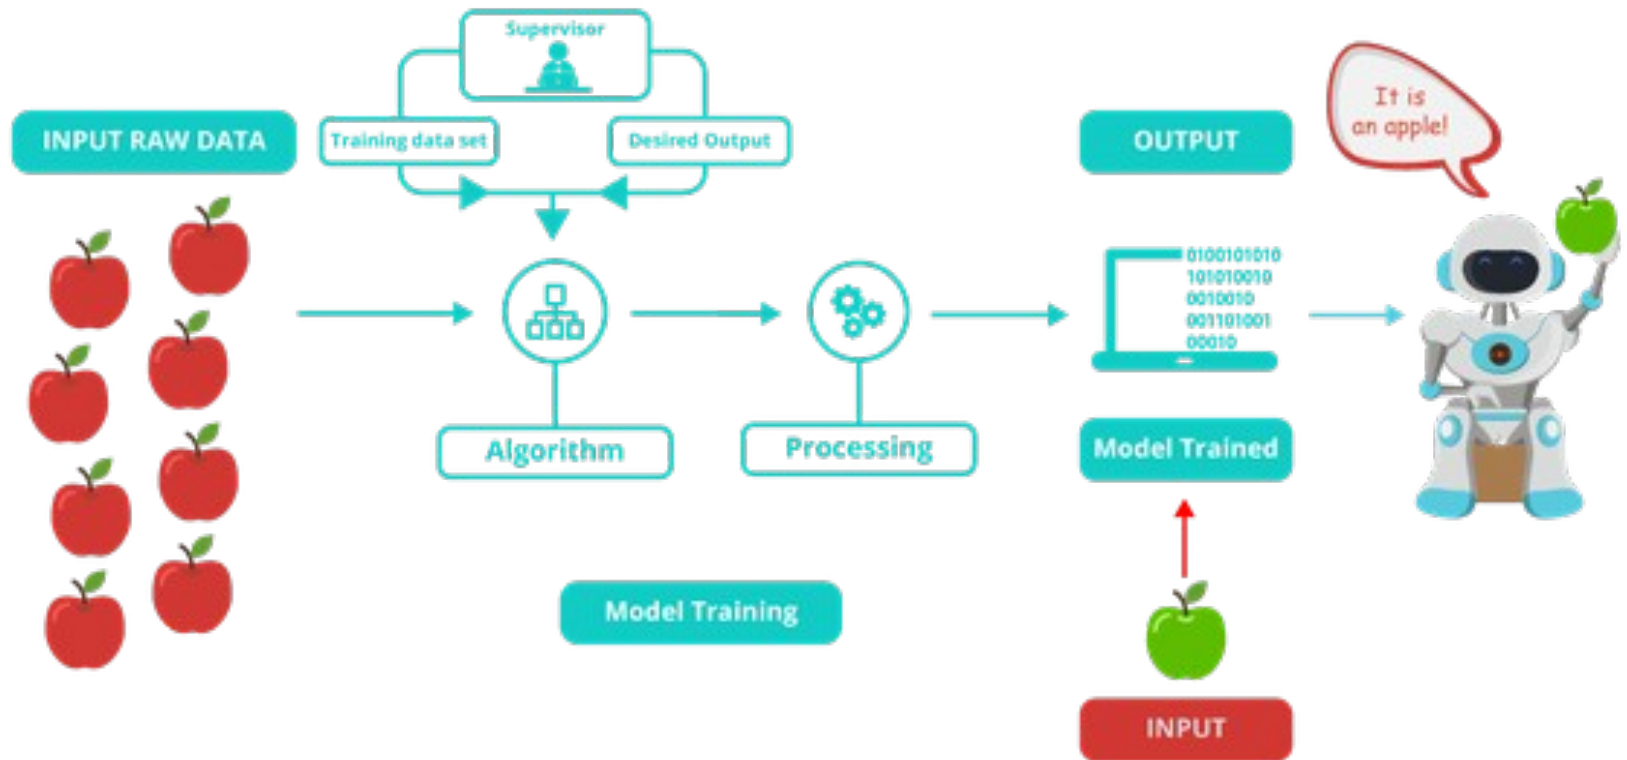 Supervisor
INPUT RAW DATA
Training data set
Desired Output
OUTPUT
It is
an apple!
0100101010
101010010
0010010
001101001
00010
Algorithm
Processing
Model Trained
Model Training
INPUT